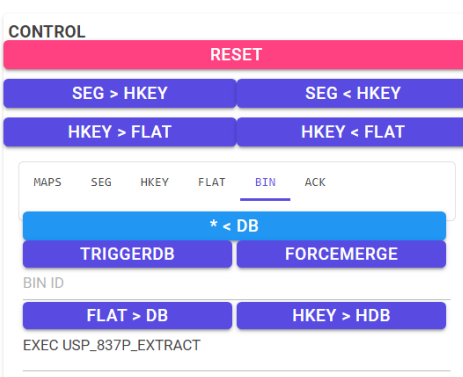 CONTROL
RESET
SEG > HKEY SEG < HKEY
HKEY > FLAT HKEY < FLAT
MAPS SEG HKEY FLAT BIN ACK
* < DB
TRIGGERDB FORCEMERGE
BIN ID
FLAT > DB HKEY > HDB
EXEC USP_837P_EXTRACT